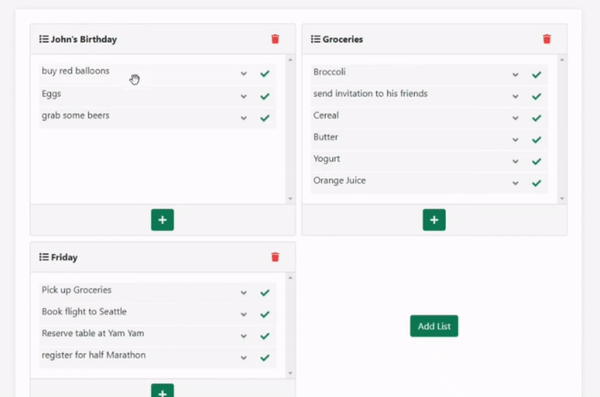 John's Birthday
buy red balloons
Eggs
grab some beers
Groceries
Broccoli
send invitation to his friends
Cereal
Butter
Yogurt
Orange Juice
Friday
Pick up Groceries
Book flight to Seattle
Reserve table at Yam Yam
register for half Marathon
Add List